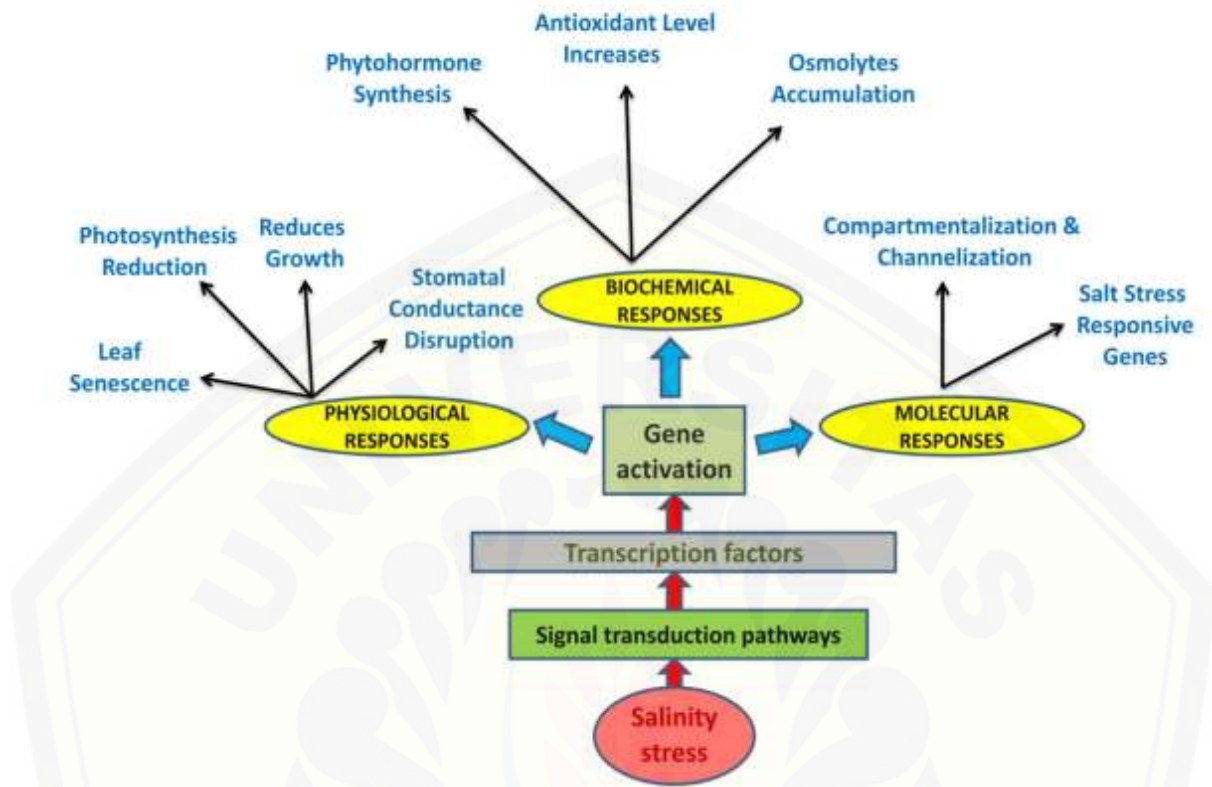 Antioxidant Level
Increases
Phytohormone
Synthesis
Osmolytes
Accumulation
Photosynthesis
Reduction
Reduces
Growth
Stomatal
Conductance
Disruption
Leaf
Senescence
Compartmentalization &
Channelization
Salt Stress
Responsive
Genes
BIOCHEMICAL
RESPONSES
PHYSIOLOGICAL
RESPONSES
MOLECULAR
RESPONSES
Gene
activation
Transcription factors
Signal transduction pathways
Salinity
stress
UNIVERSITAS